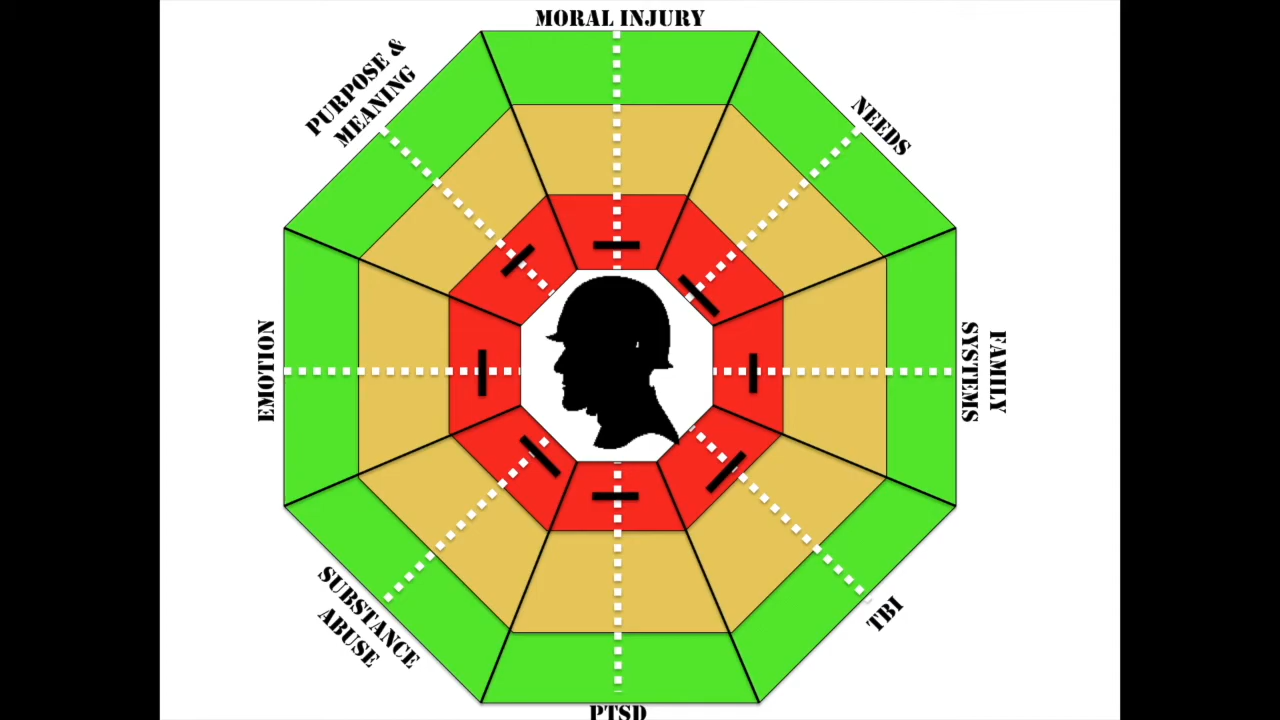 MORAL INJURY
PURPOSE &
MEANING
NEEDS
EMOTION
FAMILY
SYSTEMS
SUBSTANCE
ABUSE
TBI
PTSD